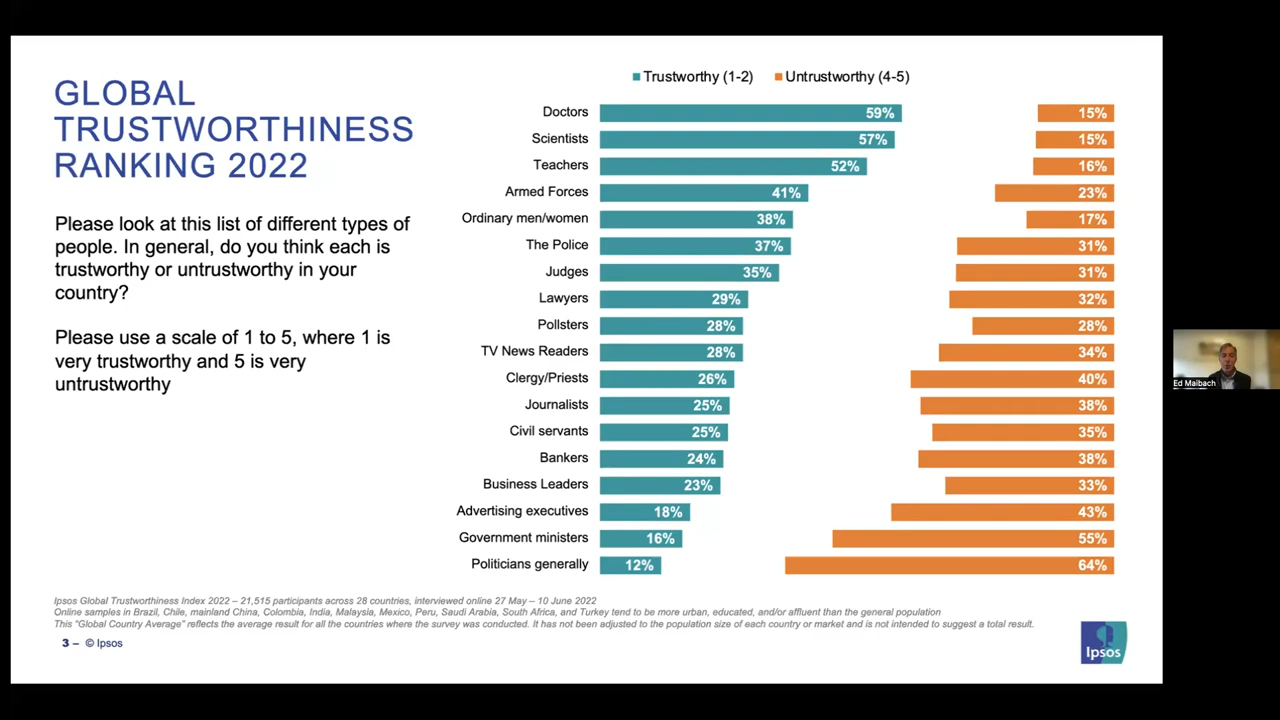 GLOBAL
TRUSTWORTHINESS
RANKING 2022
Please look at this list of different types of
people. In general, do you think each is
trustworthy or untrustworthy in your
country?
Please use a scale of 1 to 5, where 1 is
very trustworthy and 5 is very
untrustworthy
Trustworthy (1-2) Untrustworthy (4-5)
Doctors 59% 15%
Scientists 57% 15%
Teachers 52% 16%
Armed Forces 41% 23%
Ordinary men/women 38% 17%
The Police 37% 31%
Judges 35% 31%
Lawyers 29% 32%
Pollsters 28% 28%
TV News Readers 28% 34%
Clergy/Priests 26% 40%
Journalists 25% 38%
Civil servants 25% 35%
Bankers 24% 38%
Business Leaders 23% 33%
Advertising executives 18% 43%
Government ministers 16% 55%
Politicians generally 12% 64%
Ipsos Global Trustworthiness Index 2022 – 21,515 participants across 28 countries, interviewed online 27 May – 10 June 2022
Online samples in Brazil, Chile, mainland China, Colombia, India, Malaysia, Mexico, Peru, Saudi Arabia, South Africa, and Turkey tend to be more urban, educated, and/or affluent than the general population
This "Global Country Average" reflects the average result for all the countries where the survey was conducted. It has not been adjusted to the population size of each country or market and is not intended to suggest a total result.
3 – © Ipsos
Ipsos
Ed Maibach